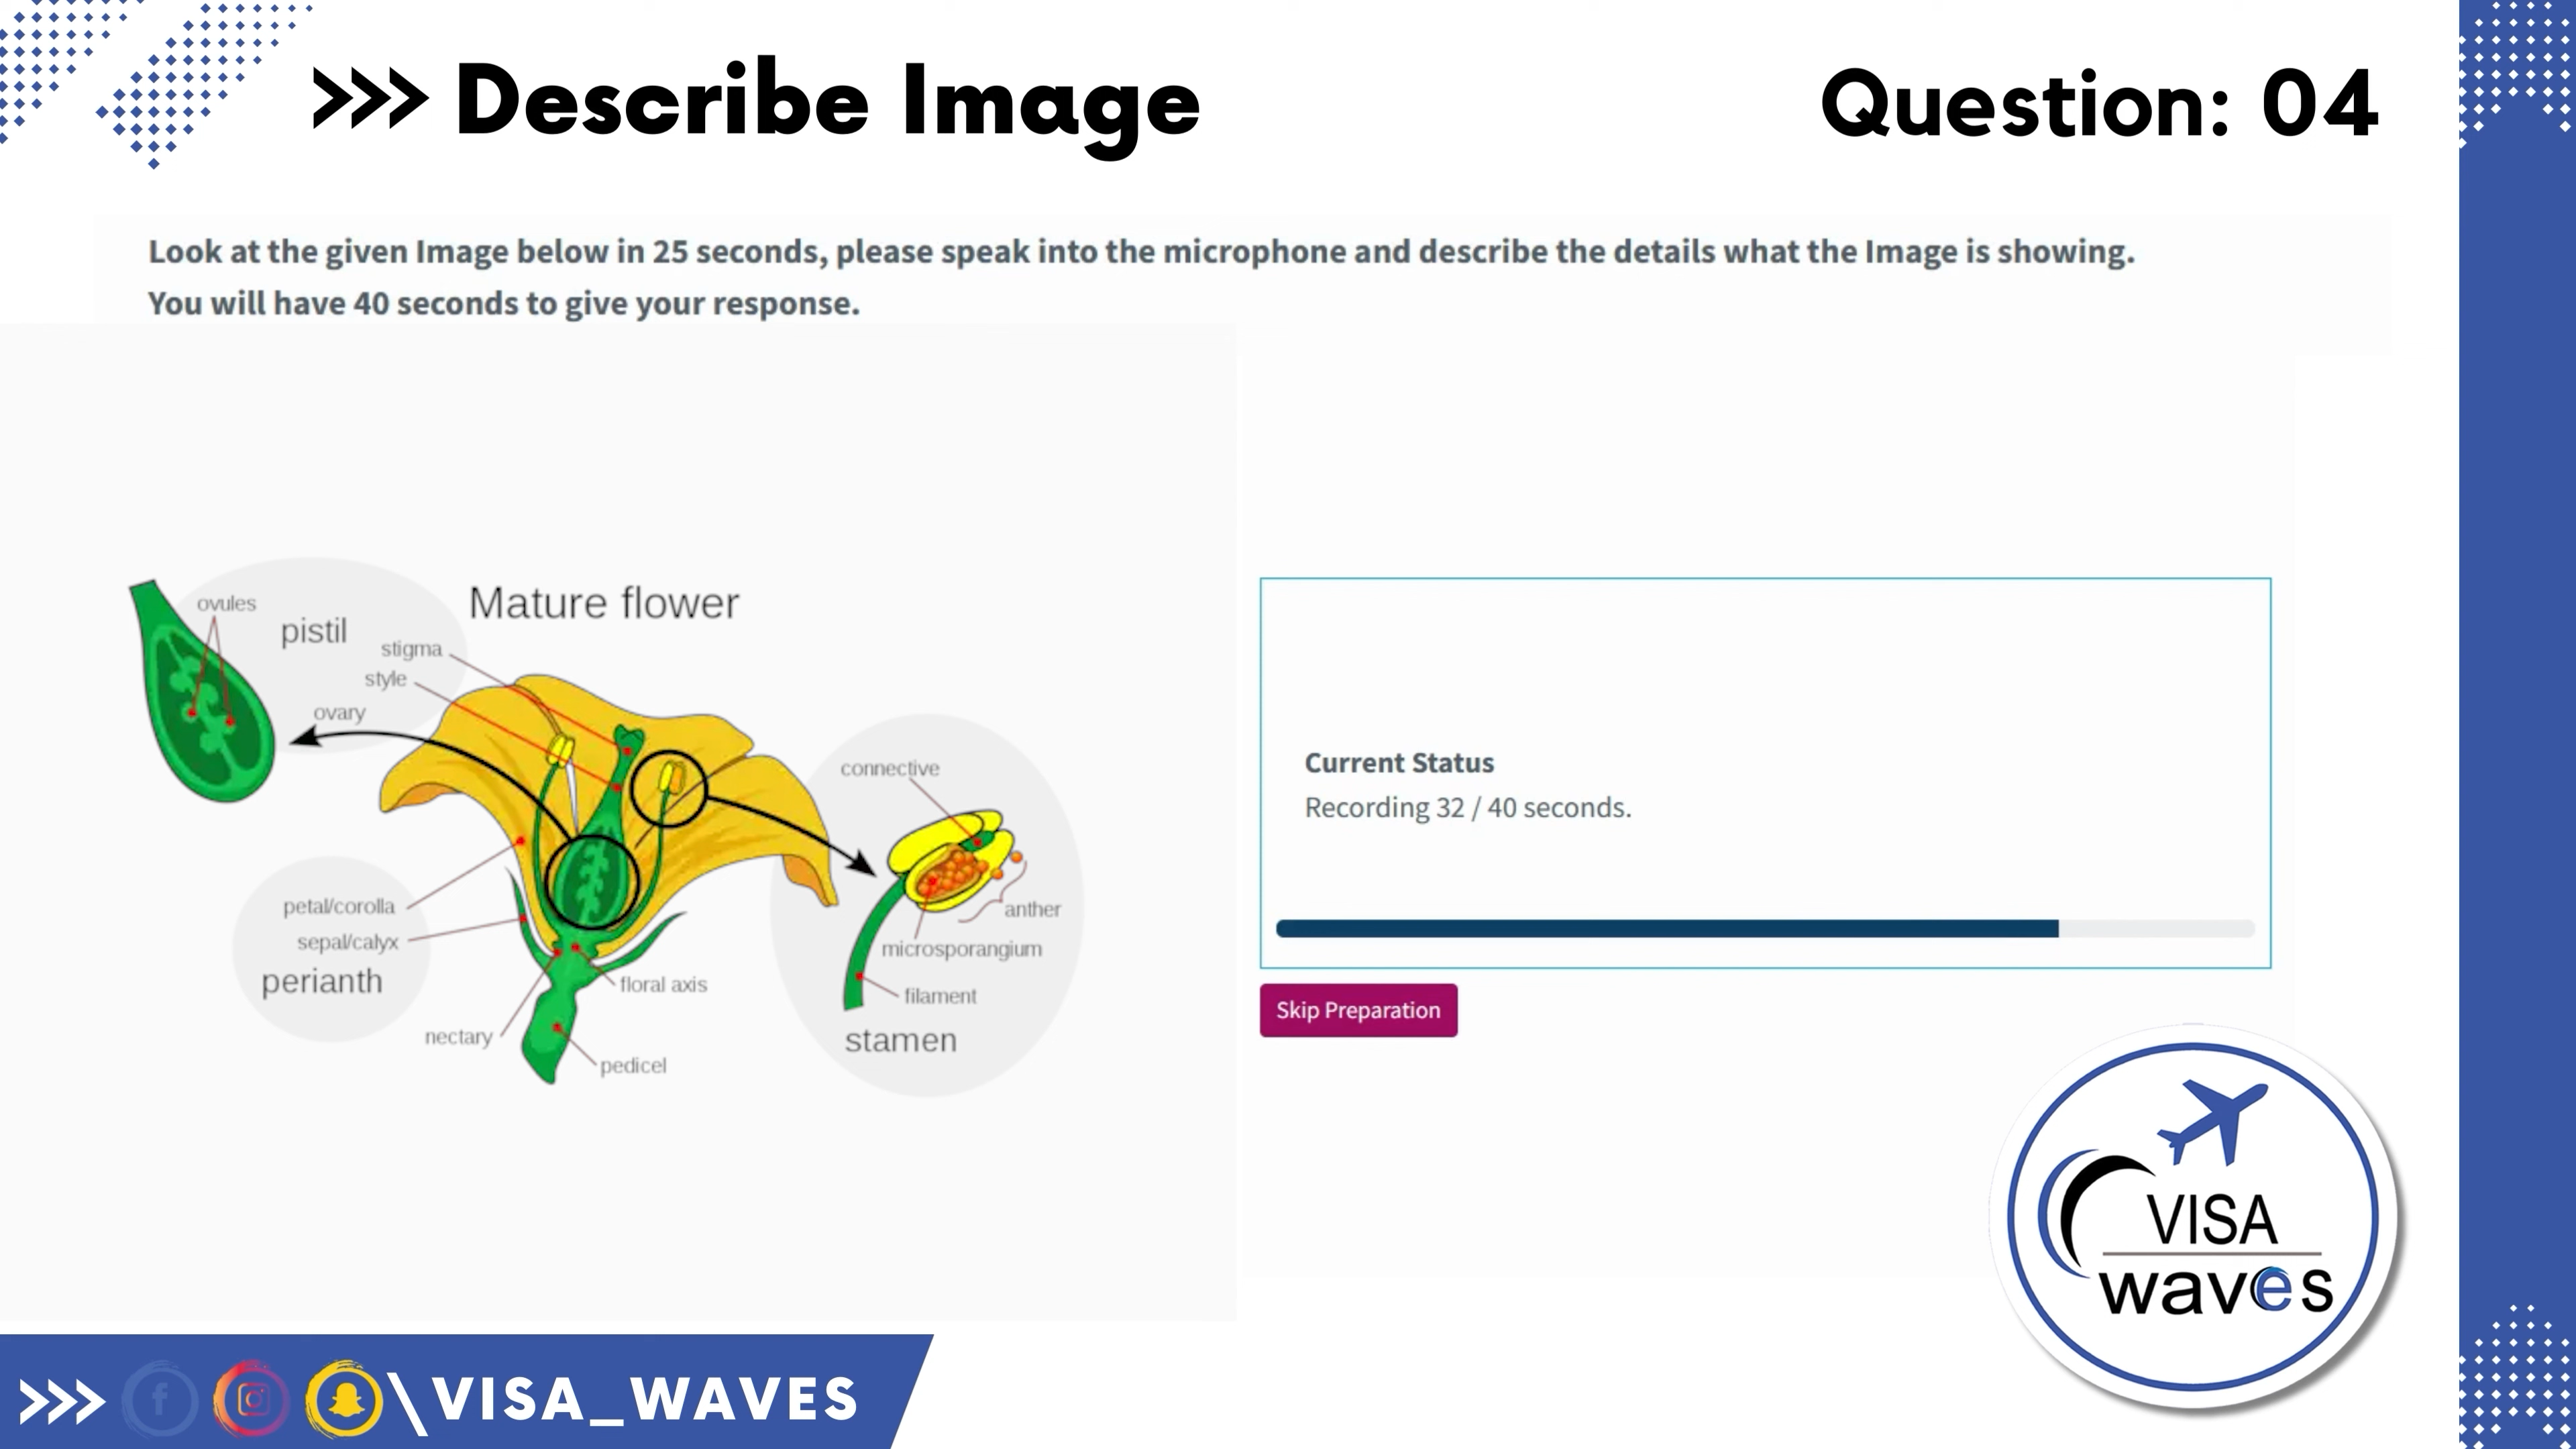 >>> Describe Image
Question: 04
Look at the given Image below in 25 seconds, please speak into the microphone and describe the details what the Image is showing.
You will have 40 seconds to give your response.
Mature flower
ovules
pistil
stigma
style
ovary
petal/corolla
sepal/calyx
perianth
nectary
floral axis
pedicel
connective
anther
microsporangium
filament
stamen
Current Status
Recording 32 / 40 seconds.
Skip Preparation
VISA
waves
>>> \VISA_WAVES